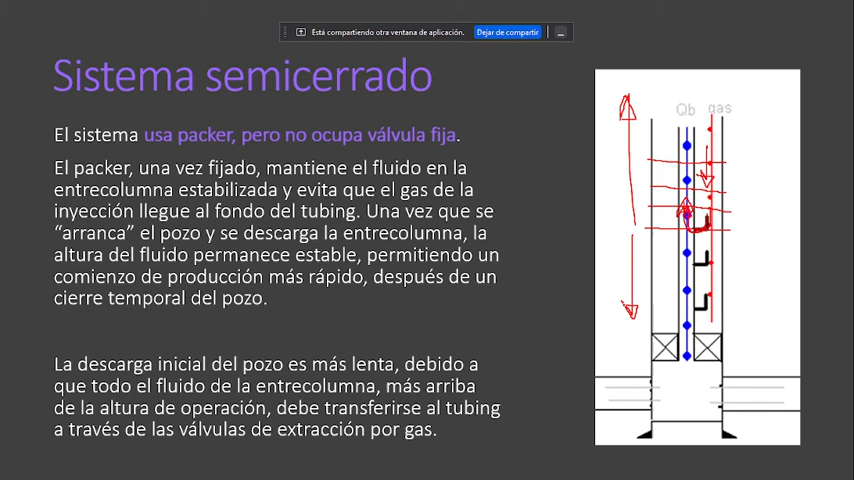 Está compartiendo otra ventana de aplicación.
Dejar de compartir
Sistema semicerrado
El sistema usa packer, pero no ocupa válvula fija.
El packer, una vez fijado, mantiene el fluido en la
entrecolumna estabilizada y evita que el gas de la
inyección llegue al fondo del tubing. Una vez que se
“arranca” el pozo y se descarga la entrecolumna, la
altura del fluido permanece estable, permitiendo un
comienzo de producción más rápido, después de un
cierre temporal del pozo.
La descarga inicial del pozo es más lenta, debido a
que todo el fluido de la entrecolumna, más arriba
de la altura de operación, debe transferirse al tubing
a través de las válvulas de extracción por gas.
Qb gas